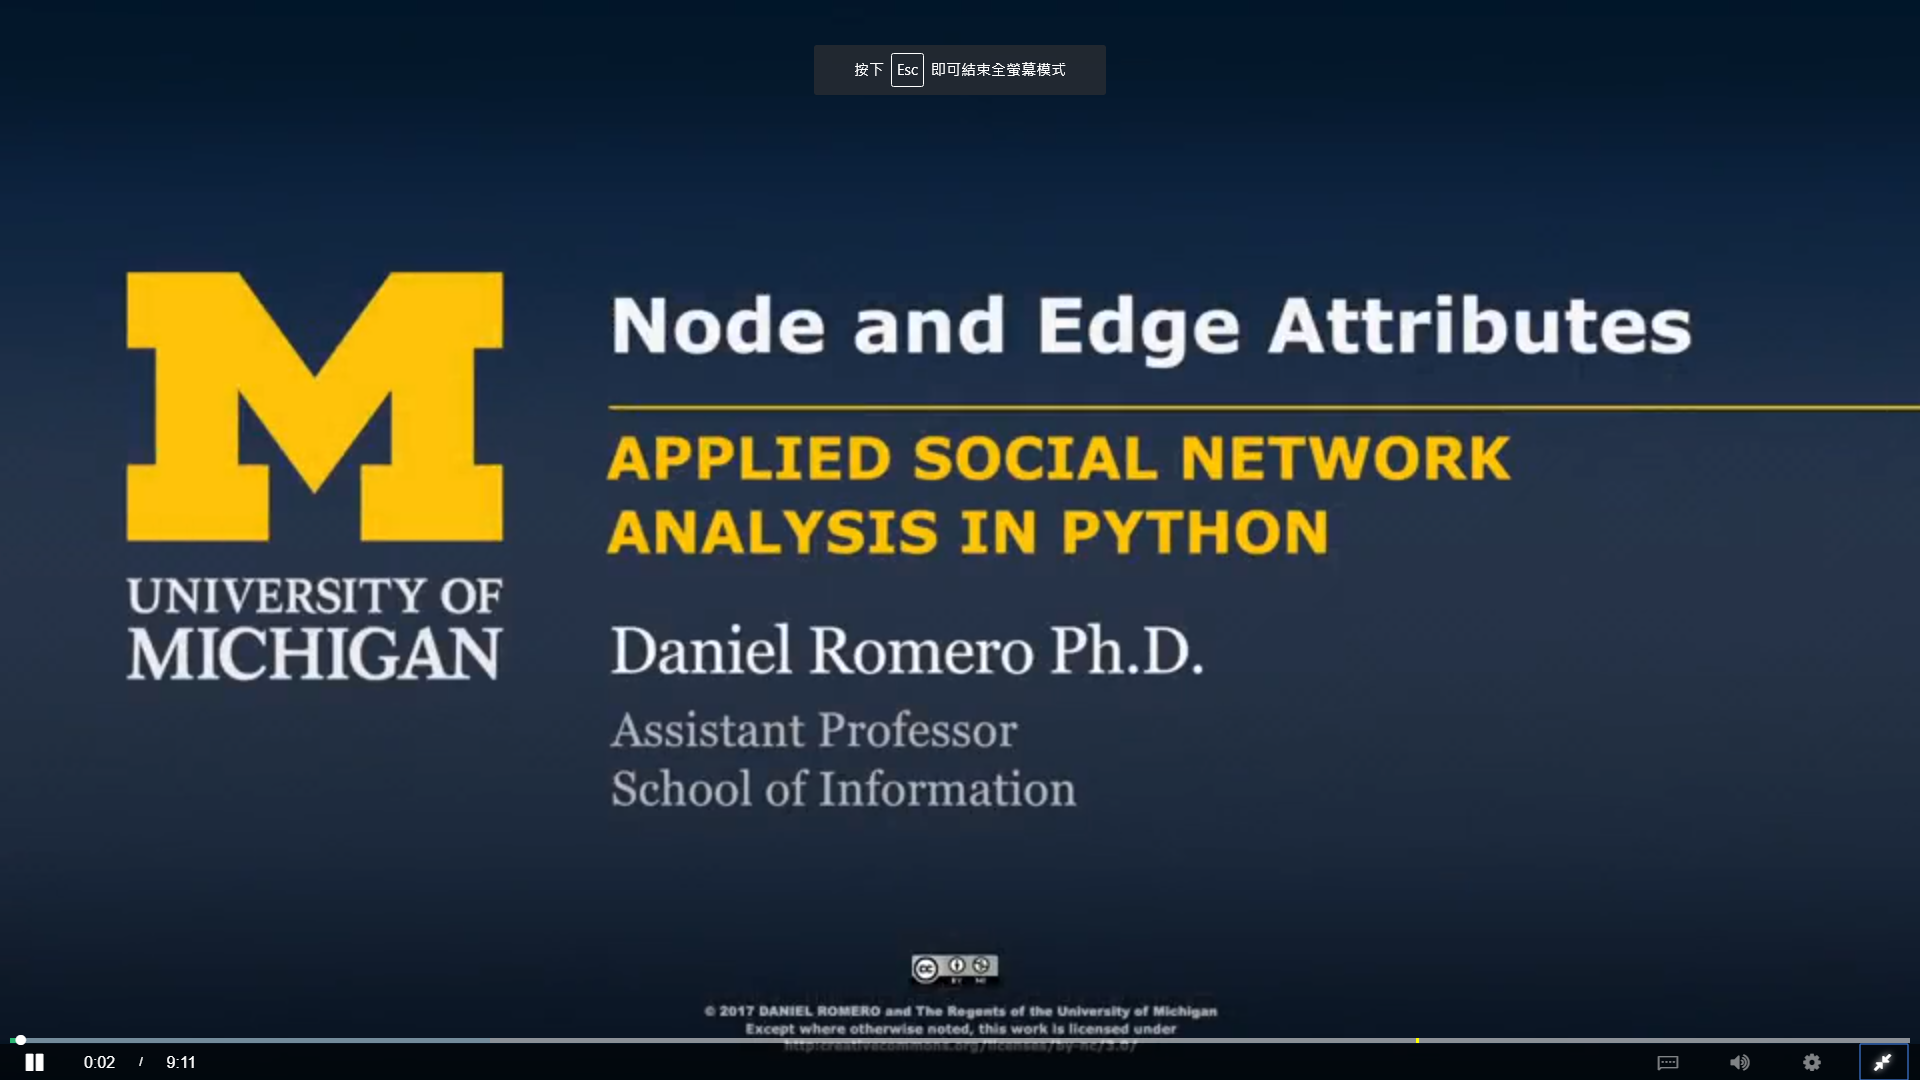 按下 Esc 即可結束全螢幕模式
Node and Edge Attributes
APPLIED SOCIAL NETWORK
ANALYSIS IN PYTHON
UNIVERSITY OF
MICHIGAN
Daniel Romero Ph.D.
Assistant Professor
School of Information
cc
BY NC
© 2017 DANIEL ROMERO and The Regents of the University of Michigan
Except where otherwise noted, this work is licensed under
http:creativecommons.org/licenses/by-nc/3.0/
0:02 / 9:11